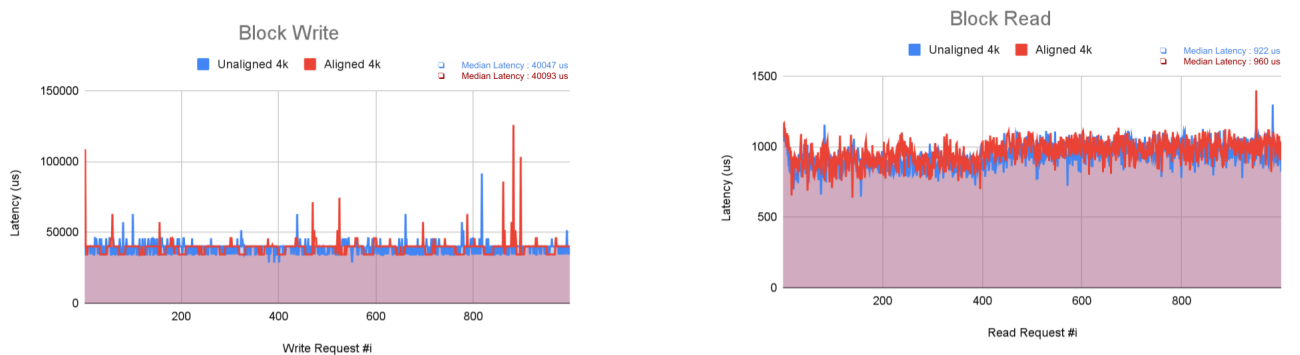 Block Write
Unaligned 4k Aligned 4k
Median Latency : 40047 us
Median Latency : 40093 us
150000
100000
50000
0
Latency (us)
200 400 600 800
Write Request #i
Block Read
Unaligned 4k Aligned 4k
Median Latency : 922 us
Median Latency : 960 us
1500
1000
500
0
Latency (us)
200 400 600 800
Read Request #i